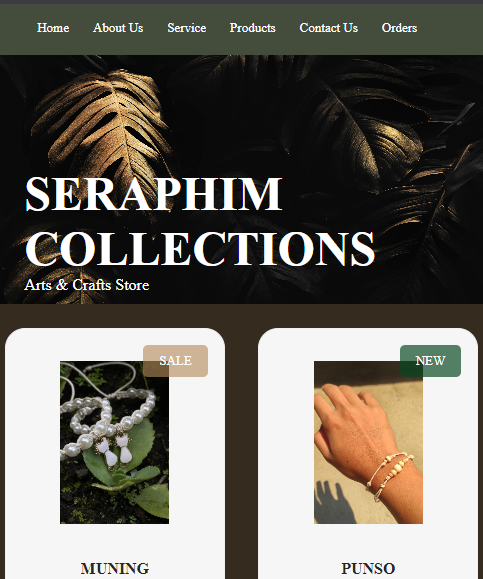 Home About Us Service Products Contact Us Orders
SERAPHIM
COLLECTIONS
Arts & Crafts Store
SALE
NEW
MUNING
PUNSO